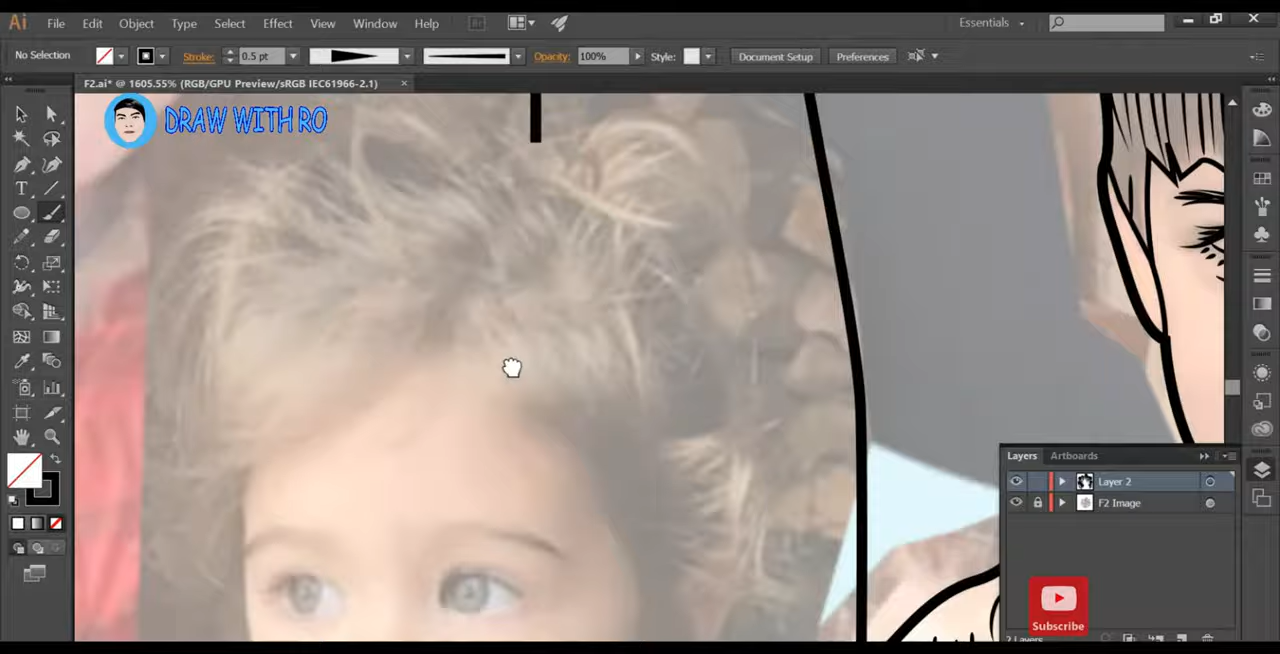 Ai File Edit Object Type Select Effect View Window Help Br Essentials
No Selection Stroke: 0.5 pt Opacity: 100% Style: Document Setup Preferences
F2.ai* @ 1605.55% (RGB/GPU Preview/sRGB IEC61966-2.1) ×
DRAW WITH RO
Layers Artboards
Layer 2
F2 Image
Subscribe
2 Layers